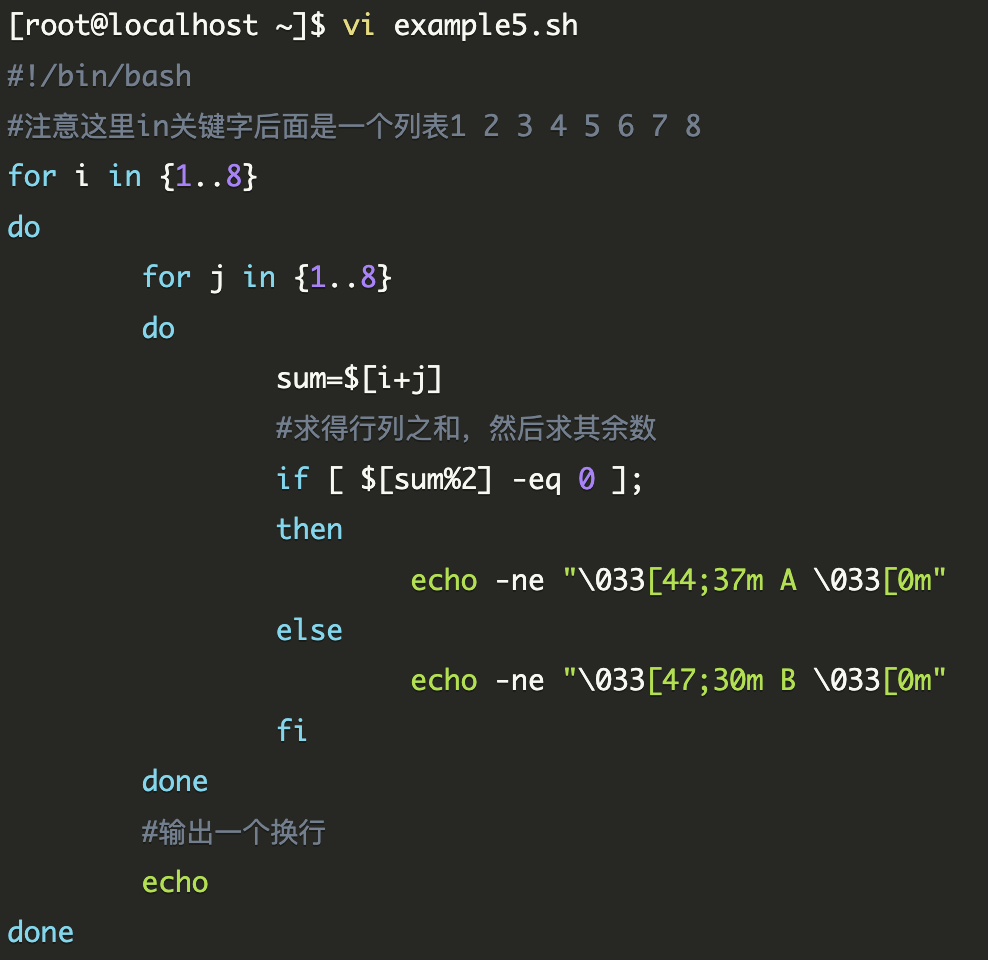 [root@localhost ~]$ vi example5.sh
#!/bin/bash
#注意这里in关键字后面是一个列表1 2 3 4 5 6 7 8
for i in {1..8}
do
        for j in {1..8}
        do
                sum=$[i+j]
                #求得行列之和，然后求其余数
                if [ $[sum%2] -eq 0 ];
                then
                        echo -ne "\033[44;37m A \033[0m"
                else
                        echo -ne "\033[47;30m B \033[0m"
                fi
        done
        #输出一个换行
        echo
done